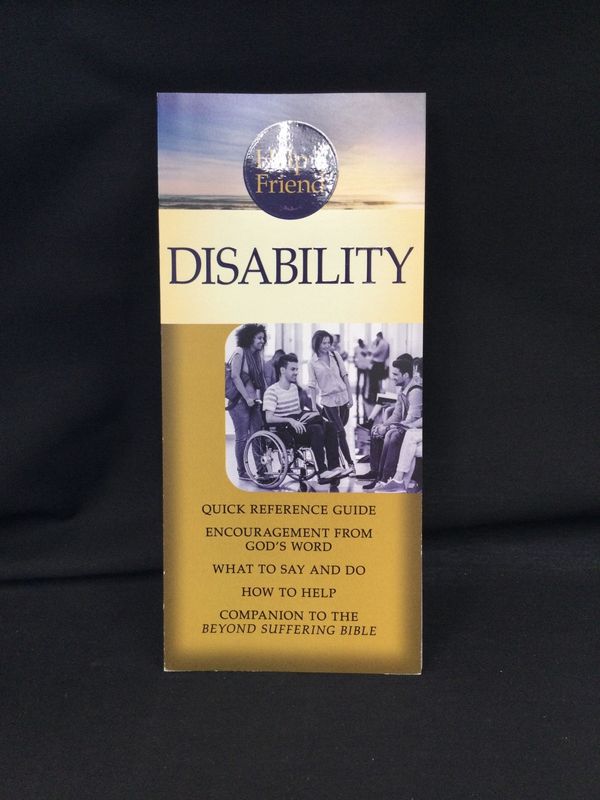 Help a
Friend
DISABILITY
QUICK REFERENCE GUIDE
ENCOURAGEMENT FROM
GOD'S WORD
WHAT TO SAY AND DO
HOW TO HELP
COMPANION TO THE
BEYOND SUFFERING BIBLE